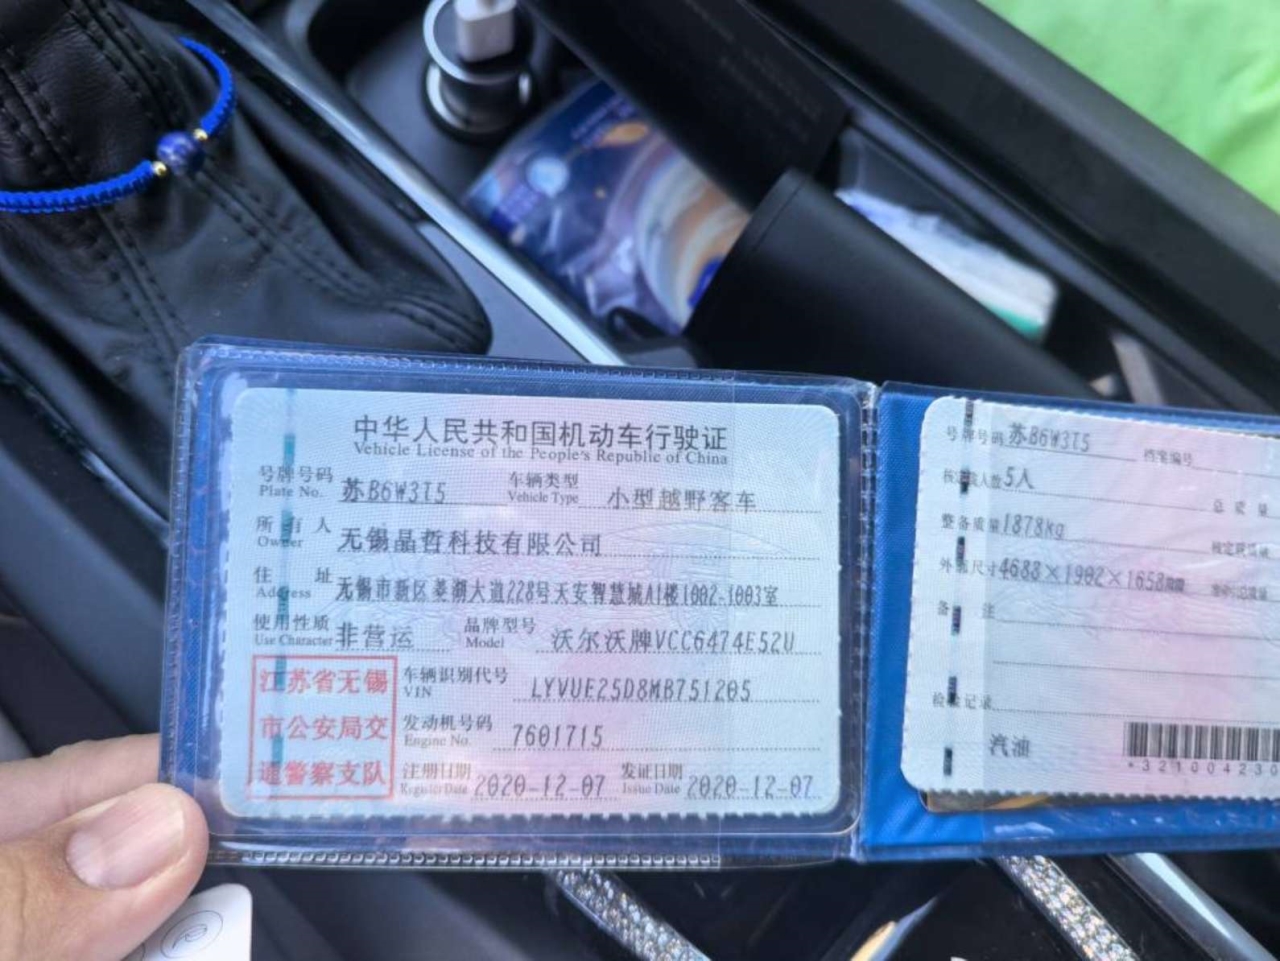 中华人民共和国机动车行驶证
Vehicle License of the People's Republic of China
号牌号码 苏B6W3T5 车辆类型 小型越野客车
Plate No. Vehicle Type
所有人 无锡晶哲科技有限公司
Owner
住址 无锡市新区菱湖大道228号天安智慧城A1楼1002-1003室
Address
使用性质 非营运 品牌型号 沃尔沃牌VCC6474E52U
Use Character Model
江苏省无锡
市公安局交
通警察支队
车辆识别代号 LYVUE25D8MB751205
VIN
发动机号码 7601715
Engine No.
注册日期 2020-12-07 发证日期 2020-12-07
Register Date Issue Date
号牌号码 苏B6W3T5 档案编号
核定载人数 5人 总质量
整备质量 1878kg 核定载质量
外廓尺寸 4688×1902×1658mm
备注
检验记录
汽油
*321004230